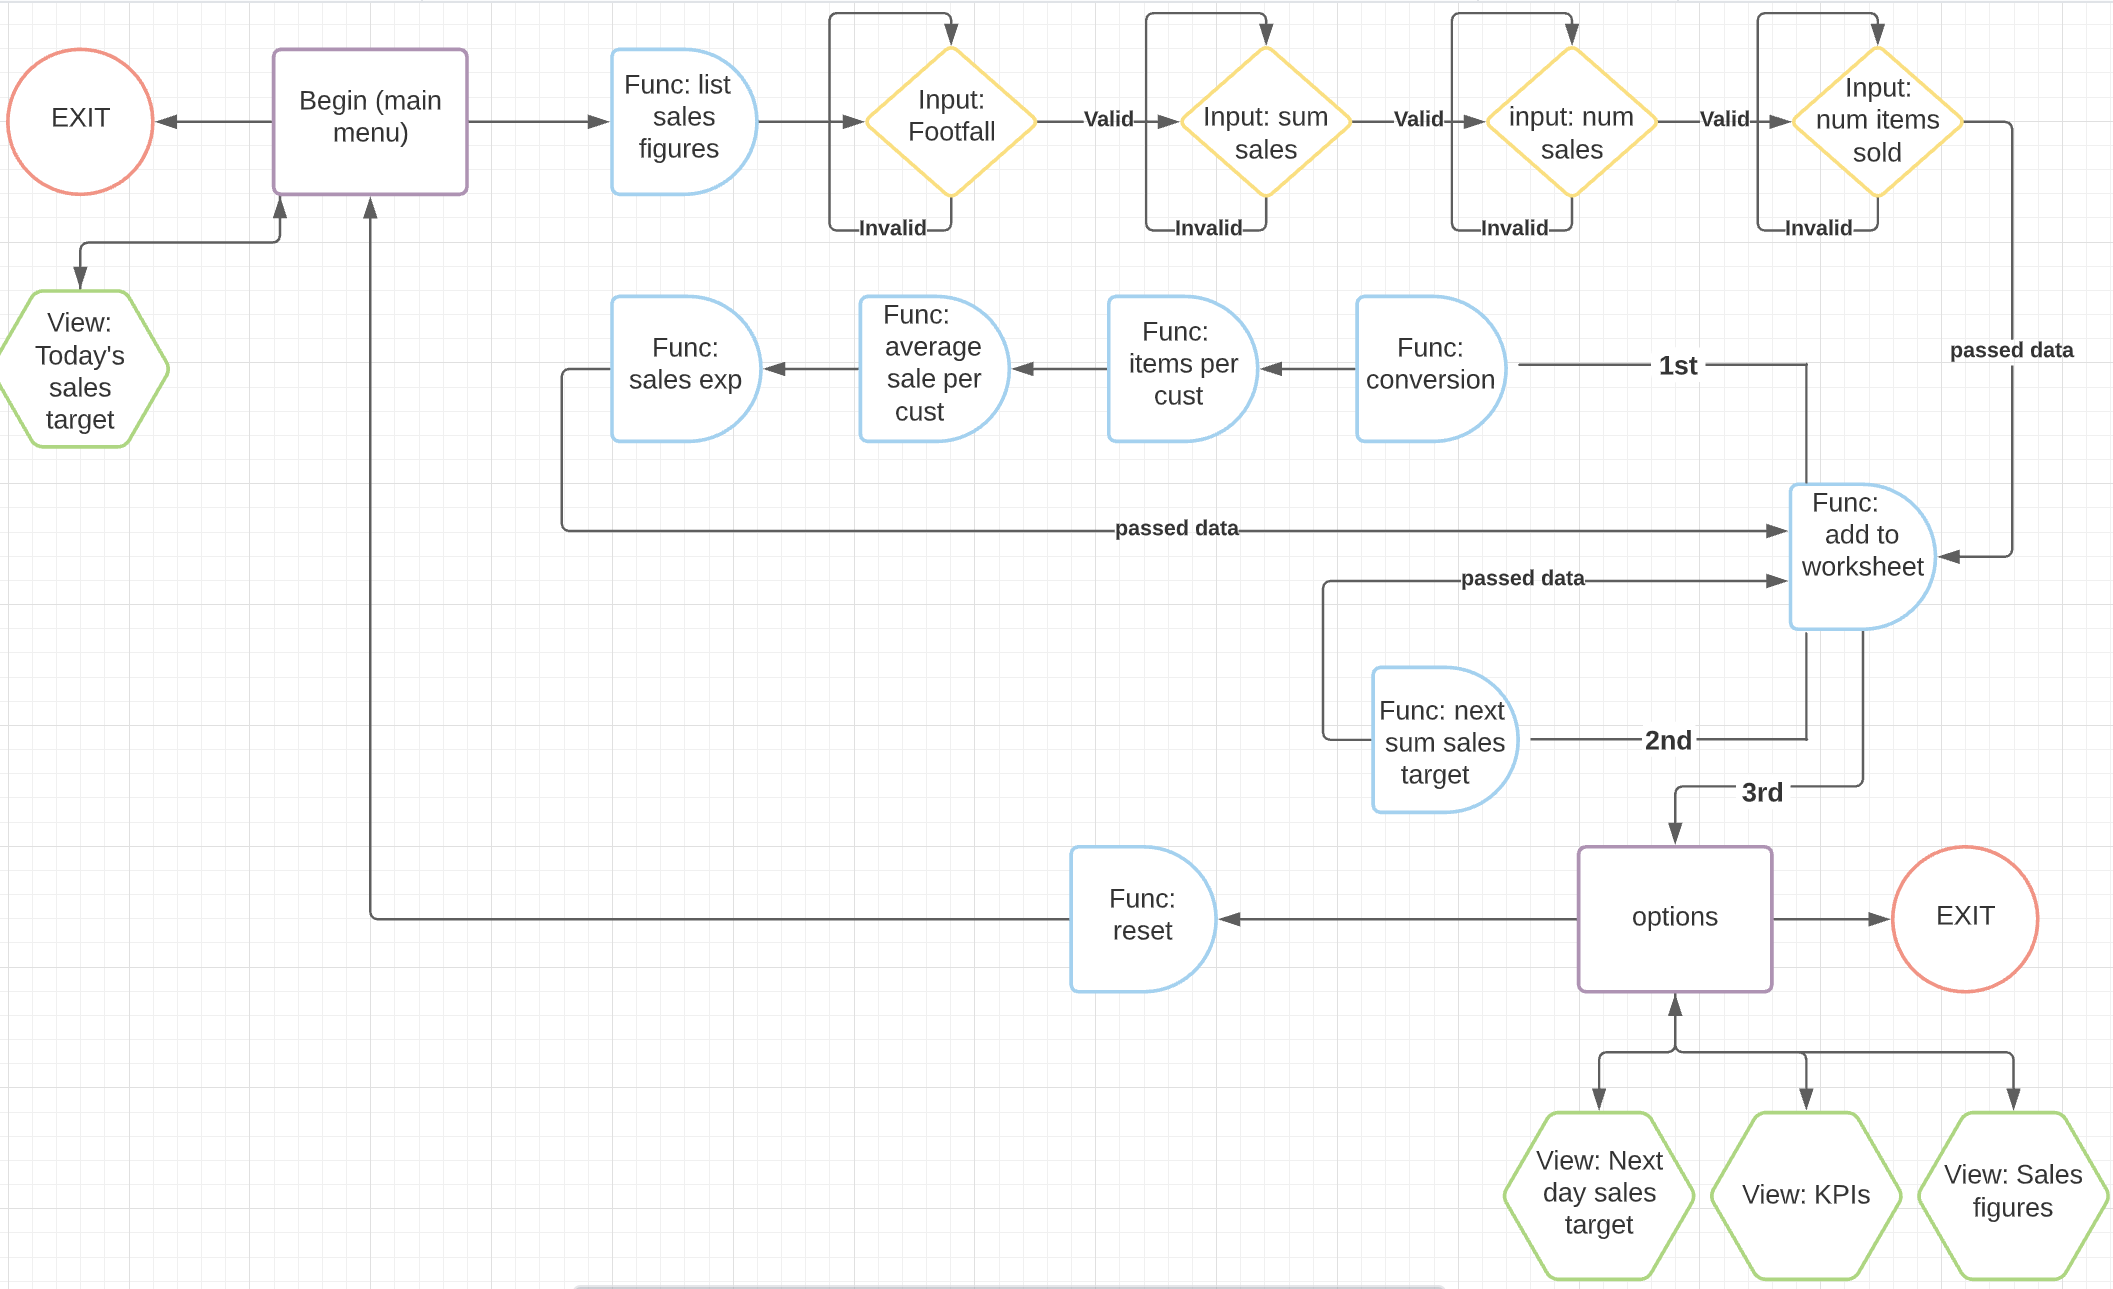 EXIT
Begin (main
menu)
Func: list
sales
figures
Input:
Footfall
Valid
Input: sum
sales
Valid
input: num
sales
Valid
Input:
num items
sold
Invalid
Invalid
Invalid
Invalid
View:
Today's
sales
target
Func:
sales exp
Func:
average
sale per
cust
Func:
items per
cust
Func:
conversion
1st
passed data
passed data
Func:
add to
worksheet
passed data
Func: next
sum sales
target
2nd
3rd
Func:
reset
options
EXIT
View: Next
day sales
target
View: KPIs
View: Sales
figures